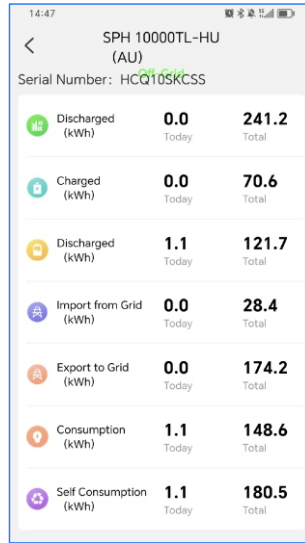 14:47
SPH 10000TL-HU
(AU)
Off-Grid
Serial Number: HCQ10SKCSS
Discharged 0.0 241.2
(kWh) Today Total
Charged 0.0 70.6
(kWh) Today Total
Discharged 1.1 121.7
(kWh) Today Total
Import from Grid 0.0 28.4
(kWh) Today Total
Export to Grid 0.0 174.2
(kWh) Today Total
Consumption 1.1 148.6
(kWh) Today Total
Self Consumption 1.1 180.5
(kWh) Today Total